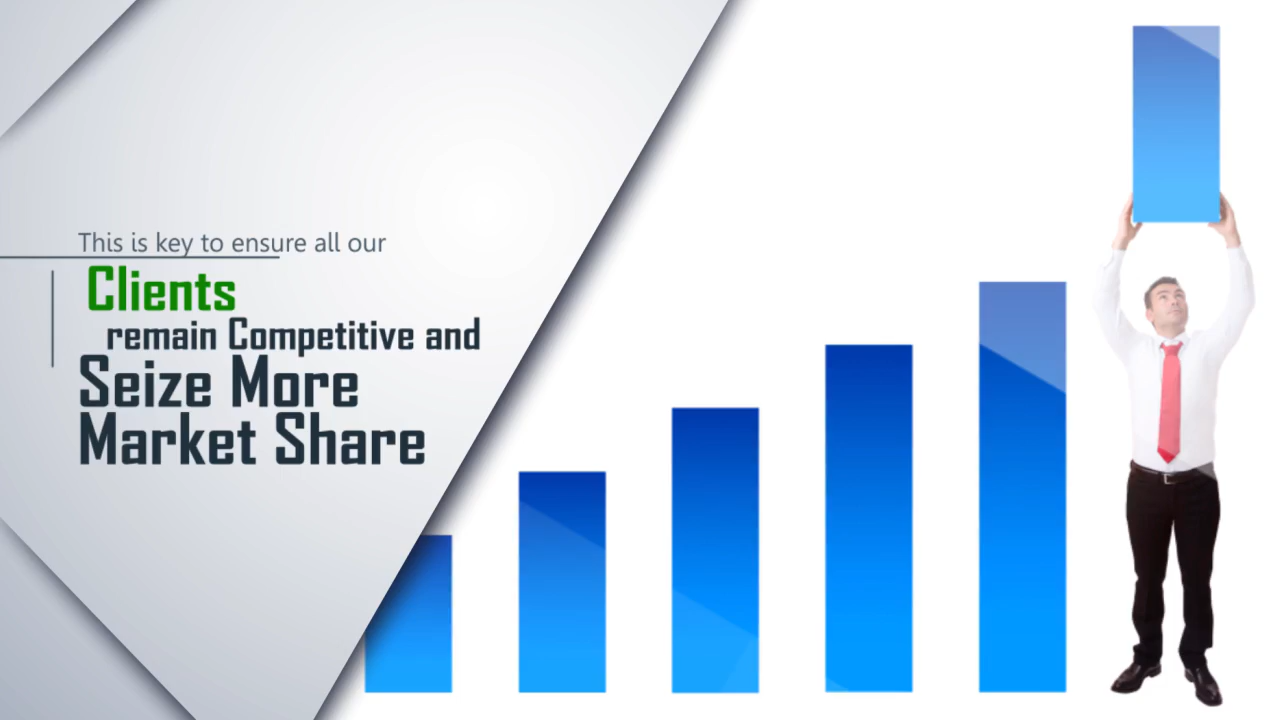 This is key to ensure all our
Clients
remain Competitive and
Seize More
Market Share